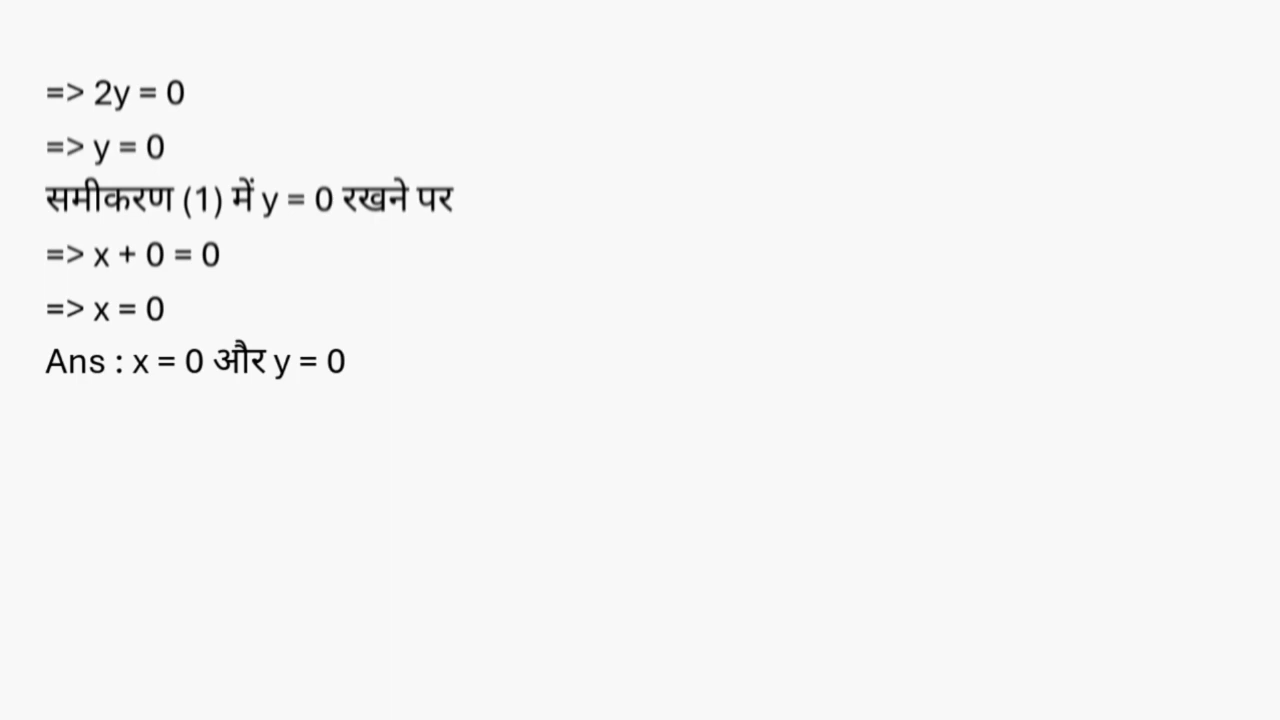 => 2y = 0
=> y = 0
समीकरण (1) में y = 0 रखने पर
=> x + 0 = 0
=> x = 0
Ans : x = 0 और y = 0